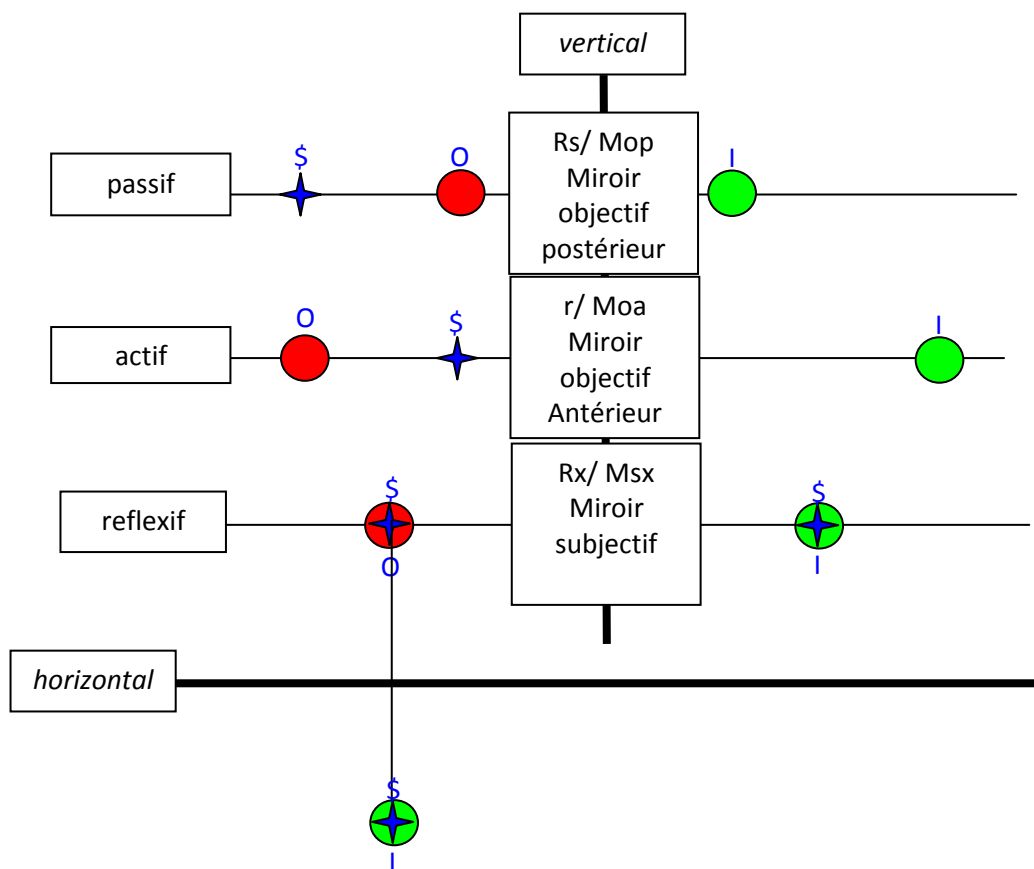 vertical
Rs/ Mop
Miroir
objectif
postérieur
passif
$
O
I
r/ Moa
Miroir
objectif
Antérieur
actif
O
$
I
Rx/ Msx
Miroir
subjectif
reflexif
$
O
$
I
horizontal
$
I